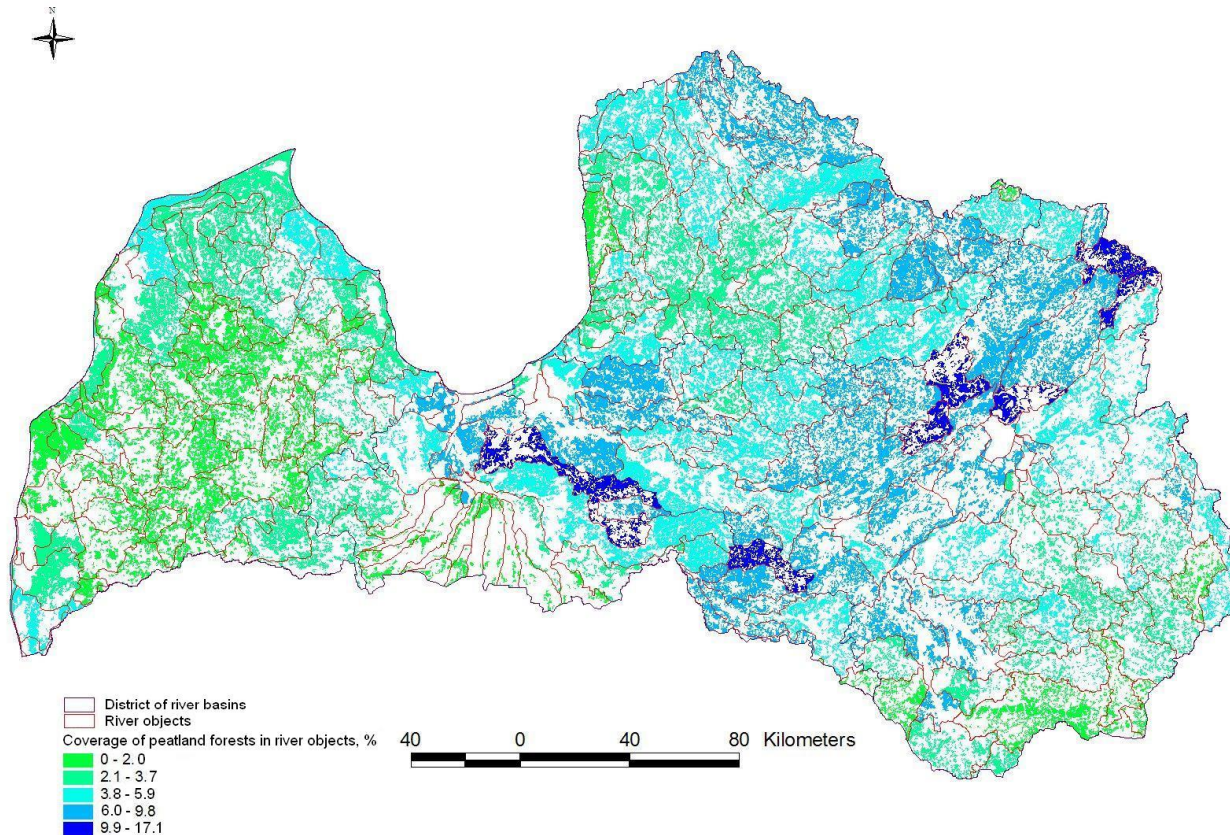 N
District of river basins
River objects
Coverage of peatland forests in river objects, %
0 - 2.0
2.1 - 3.7
3.8 - 5.9
6.0 - 9.8
9.9 - 17.1
40 0 40 80 Kilometers